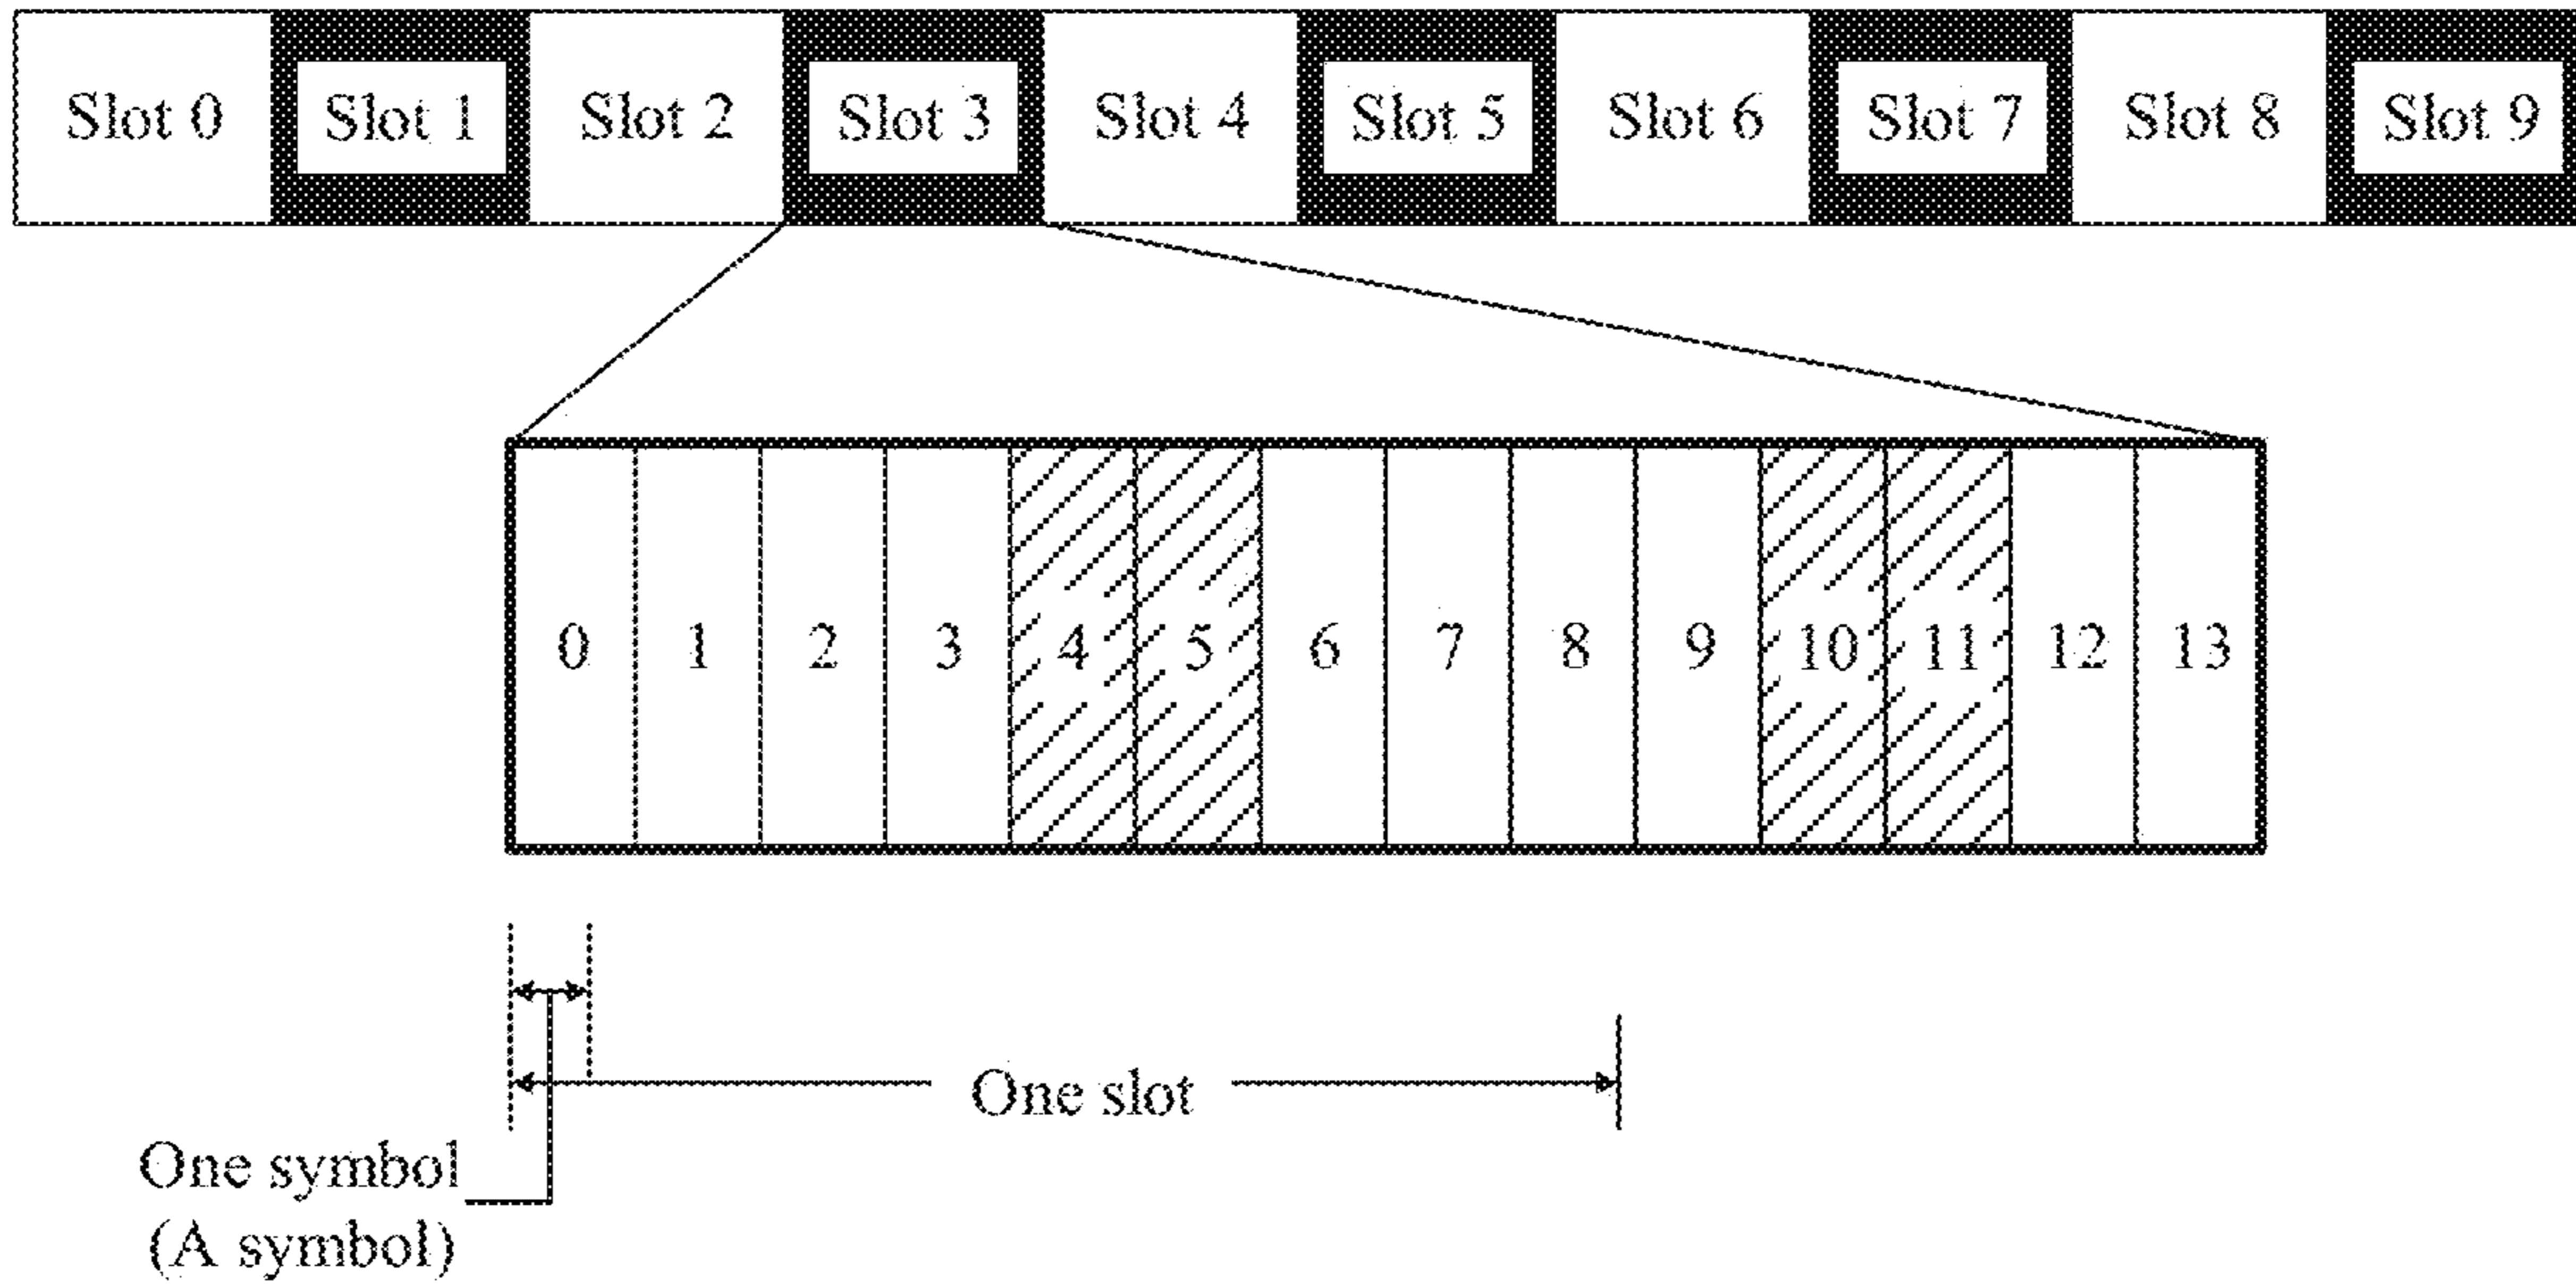 Slot 0 Slot 1 Slot 2 Slot 3 Slot 4 Slot 5 Slot 6 Slot 7 Slot 8 Slot 9
0 1 2 3 4 5 6 7 8 9 10 11 12 13
One slot
One symbol
(A symbol)